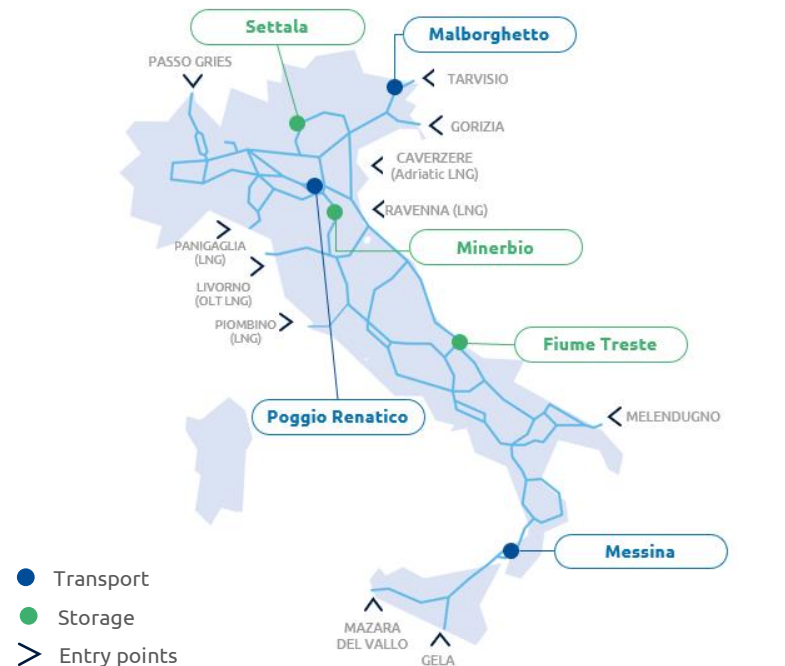 Settala
Malborghetto
PASSO GRIES
TARVISIO
GORIZIA
CAVERZERE
(Adriatic LNG)
RAVENNA (LNG)
PANIGAGLIA
(LNG)
Minerbio
LIVORNO
(OLT LNG)
PIOMBINO
(LNG)
Fiume Treste
Poggio Renatico
MELENDUGNO
Messina
Transport
Storage
Entry points
MAZARA
DEL VALLO
GELA